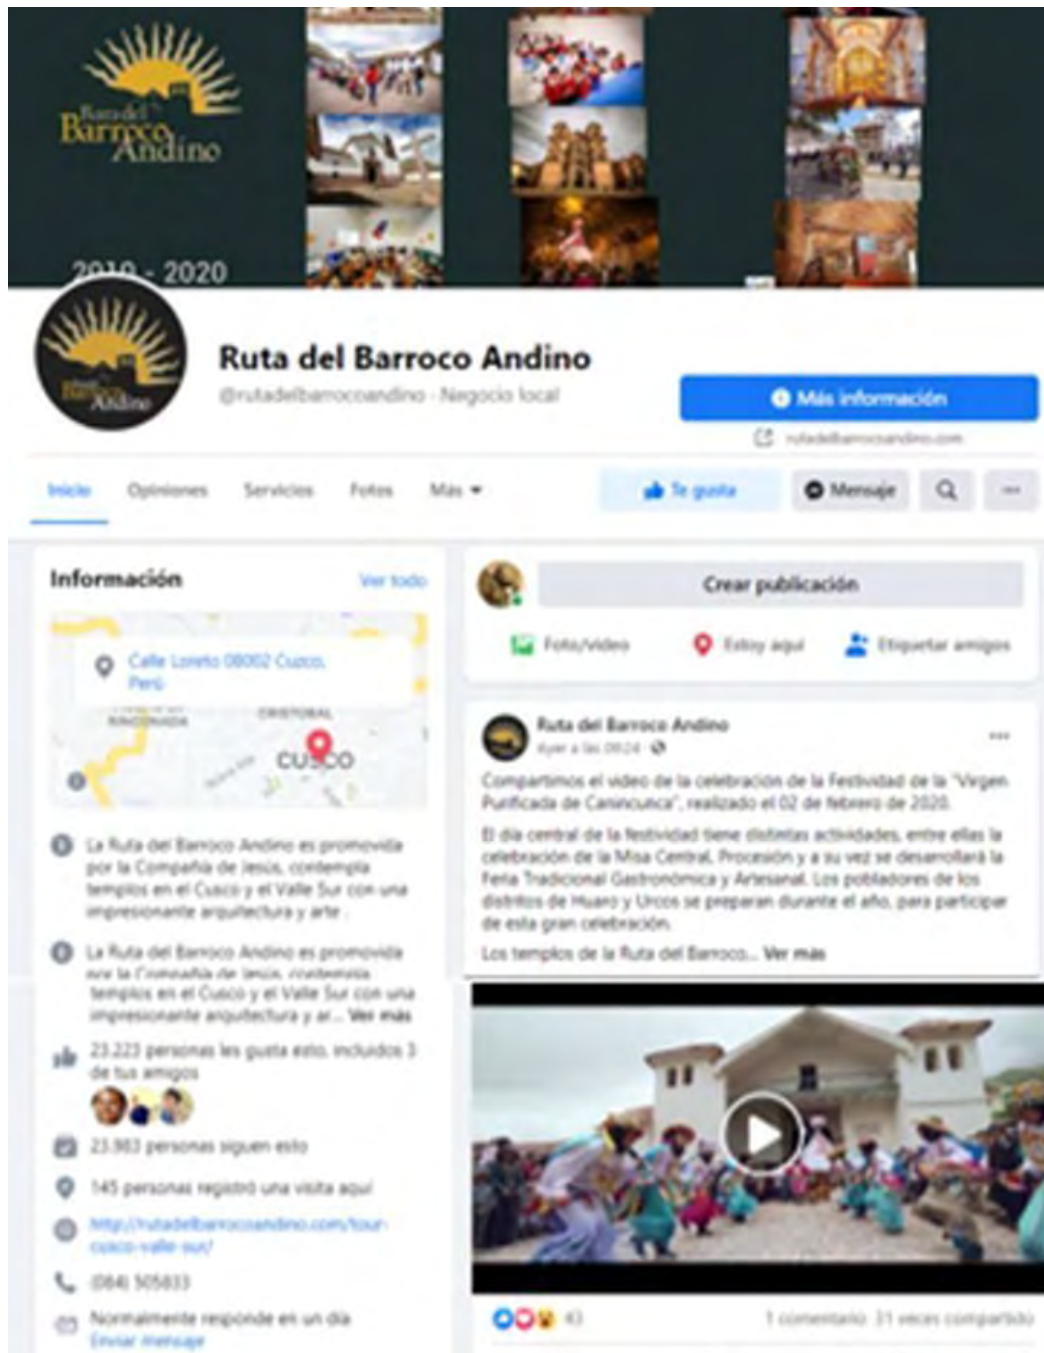 Ruta del
Barroco
Andino
2010 - 2020
Barroco
Andino
Ruta del Barroco Andino
@rutadelbarrocoandino · Negocio local
Más información
rutadelbarrocoandino.com
Inicio
Opiniones
Servicios
Fotos
Más
Te gusta
Mensaje
Información
Ver todo
Calle Loreto 08002 Cuzco,
Perú
RINCONADA
CRISTOBAL
CUSCO
La Ruta del Barroco Andino es promovida
por la Compañía de Jesús, contempla
templos en el Cusco y el Valle Sur con una
impresionante arquitectura y arte .
La Ruta del Barroco Andino es promovida
por la Compañía de Jesús, contempla
templos en el Cusco y el Valle Sur con una
impresionante arquitectura y ar... Ver más
23.223 personas les gusta esto, incluidos 3
de tus amigos
23.983 personas siguen esto
145 personas registró una visita aquí
http://rutadelbarrocoandino.com/tour-
cusco-valle-sur/
(084) 505833
Normalmente responde en un día
Enviar mensaje
Crear publicación
Foto/video
Estoy aquí
Etiquetar amigos
Ruta del Barroco Andino
Ayer a las 09:24
Compartimos el video de la celebración de la Festividad de la "Virgen
Purificada de Canincunca", realizado el 02 de febrero de 2020.
El día central de la festividad tiene distintas actividades, entre ellas la
celebración de la Misa Central, Procesión y a su vez se desarrollará la
Feria Tradicional Gastronómica y Artesanal. Los pobladores de los
distritos de Huaro y Urcos se preparan durante el año, para participar
de esta gran celebración.
Los templos de la Ruta del Barroco... Ver más
43
1 comentario 31 veces compartido